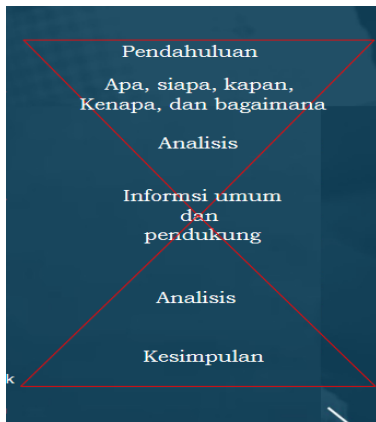 Pendahuluan
Apa, siapa, kapan,
Kenapa, dan bagaimana
Analisis
Informsi umum
dan
pendukung
Analisis
Kesimpulan
k